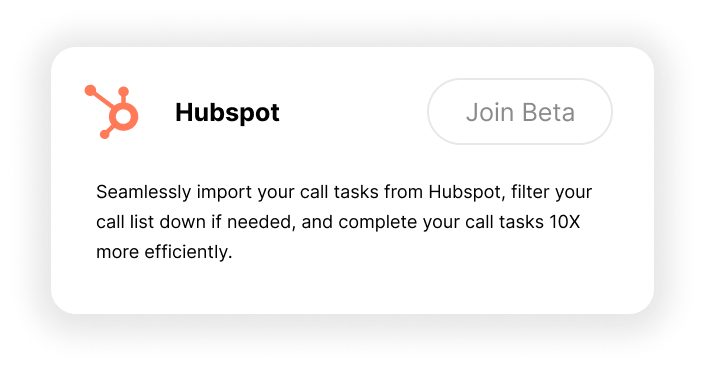 Hubspot
Join Beta
Seamlessly import your call tasks from Hubspot, filter your
call list down if needed, and complete your call tasks 10X
more efficiently.